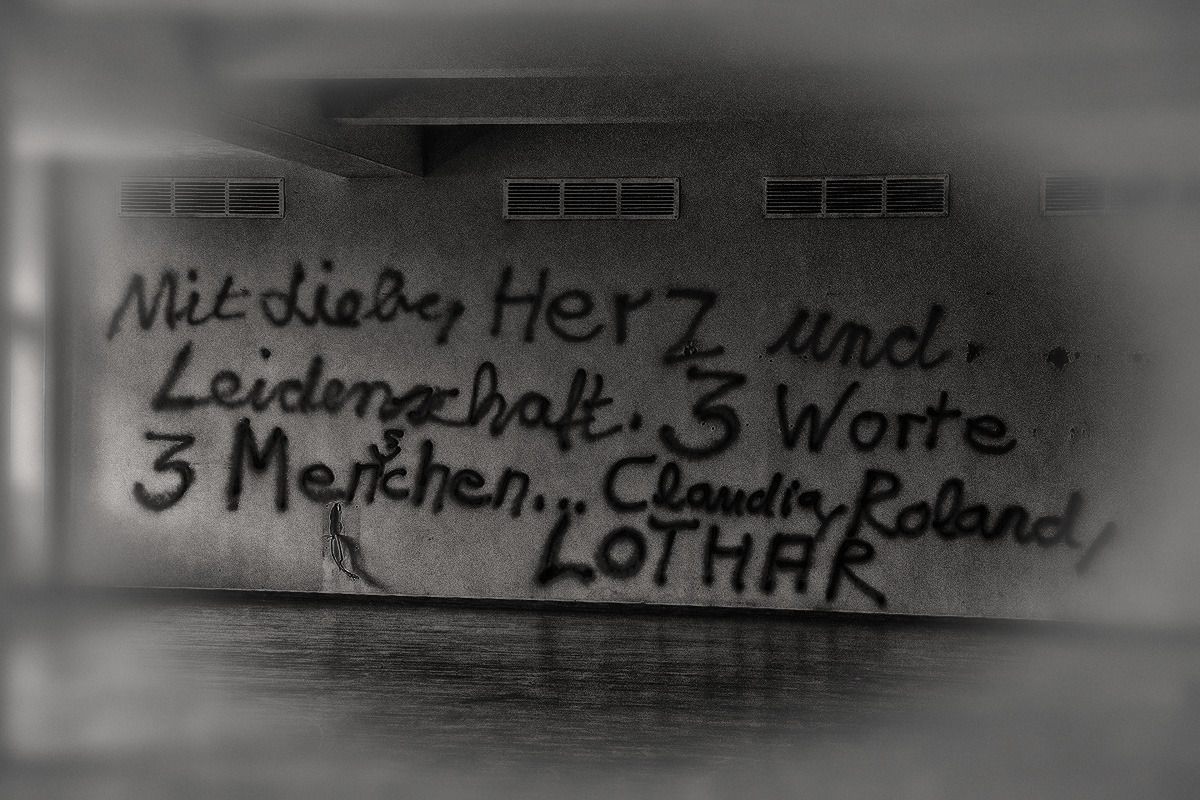 Mit Liebe, Herz und
Leidenschaft. 3 Worte
3 Menschen... Claudia, Roland,
LOTHAR